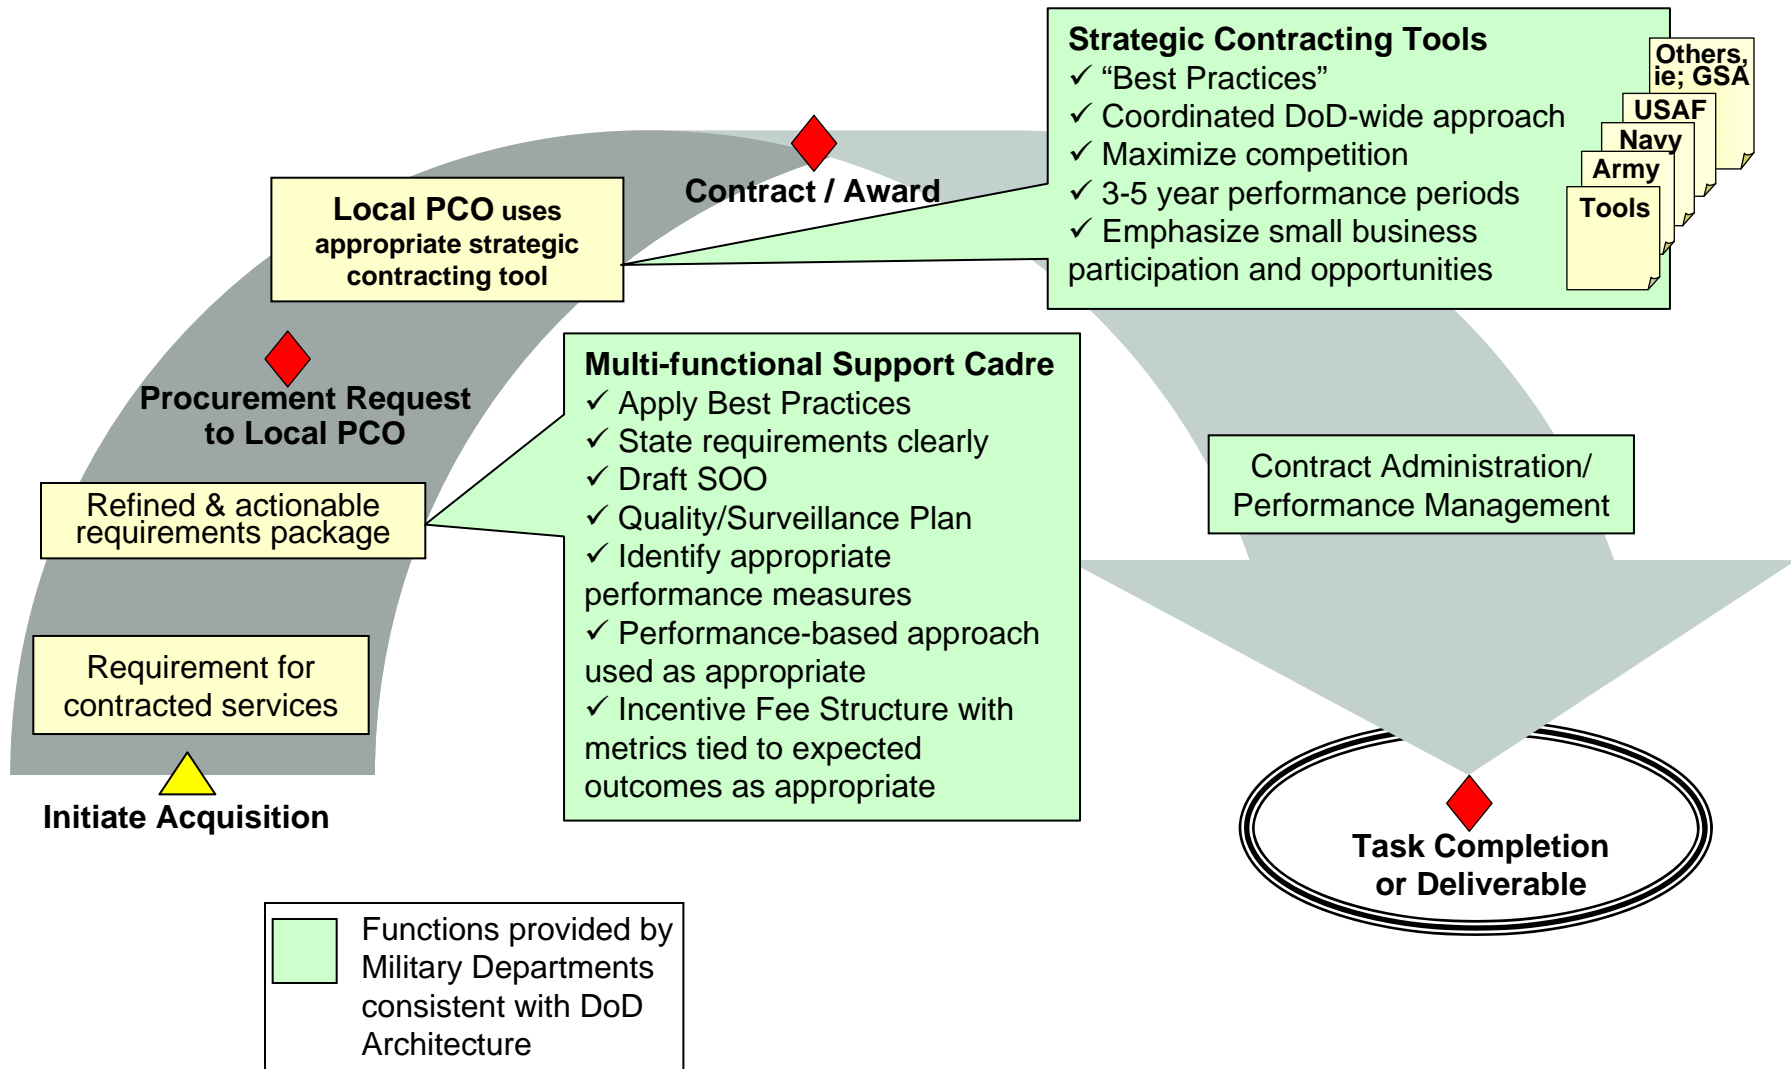 Strategic Contracting Tools
✓ “Best Practices”
✓ Coordinated DoD-wide approach
✓ Maximize competition
✓ 3-5 year performance periods
✓ Emphasize small business
participation and opportunities
Others,
ie; GSA
USAF
Navy
Army
Tools
Contract / Award
Local PCO uses
appropriate strategic
contracting tool
Procurement Request
to Local PCO
Multi-functional Support Cadre
✓ Apply Best Practices
✓ State requirements clearly
✓ Draft SOO
✓ Quality/Surveillance Plan
✓ Identify appropriate
performance measures
✓ Performance-based approach
used as appropriate
✓ Incentive Fee Structure with
metrics tied to expected
outcomes as appropriate
Refined & actionable
requirements package
Requirement for
contracted services
Initiate Acquisition
Contract Administration/
Performance Management
Task Completion
or Deliverable
Functions provided by
Military Departments
consistent with DoD
Architecture